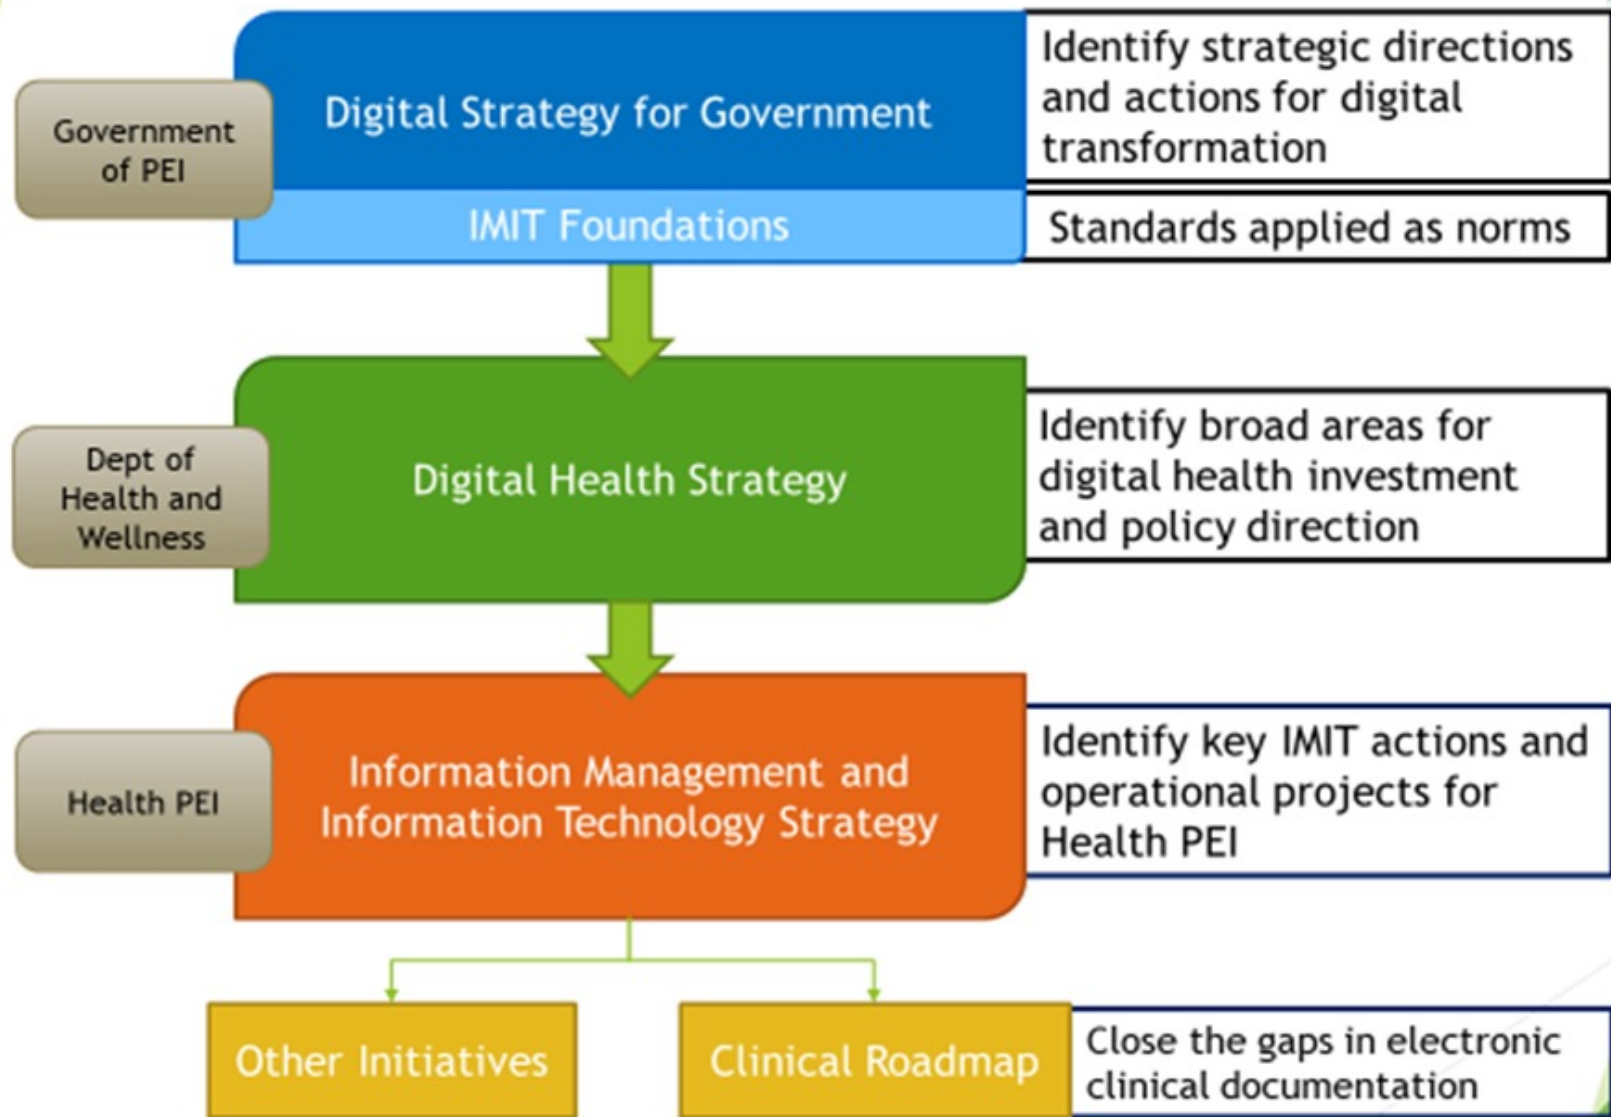 Government
of PEI
Digital Strategy for Government
Identify strategic directions
and actions for digital
transformation
IMIT Foundations
Standards applied as norms
Dept of
Health and
Wellness
Digital Health Strategy
Identify broad areas for
digital health investment
and policy direction
Health PEI
Information Management and
Information Technology Strategy
Identify key IMIT actions and
operational projects for
Health PEI
Other Initiatives
Clinical Roadmap
Close the gaps in electronic
clinical documentation